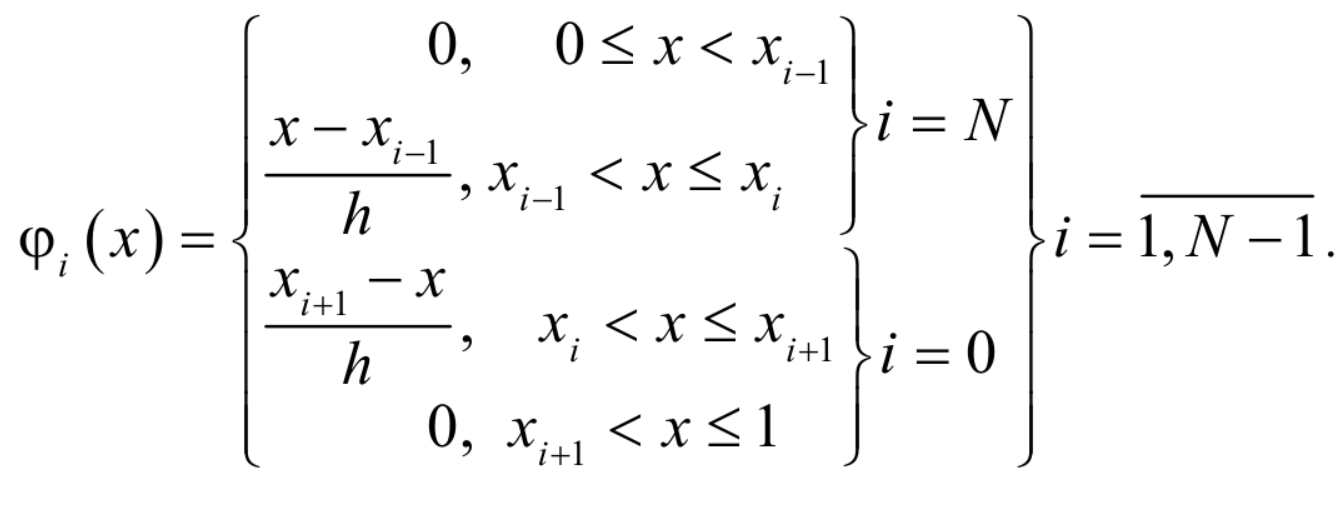 φ_i (x) = { 0, 0 ≤ x < x_{i−1}
(x − x_{i−1})/h, x_{i−1} < x ≤ x_i } i = N
(x_{i+1} − x)/h, x_i < x ≤ x_{i+1}
0, x_{i+1} < x ≤ 1 } i = 0 } i = \overline{1, N − 1}.